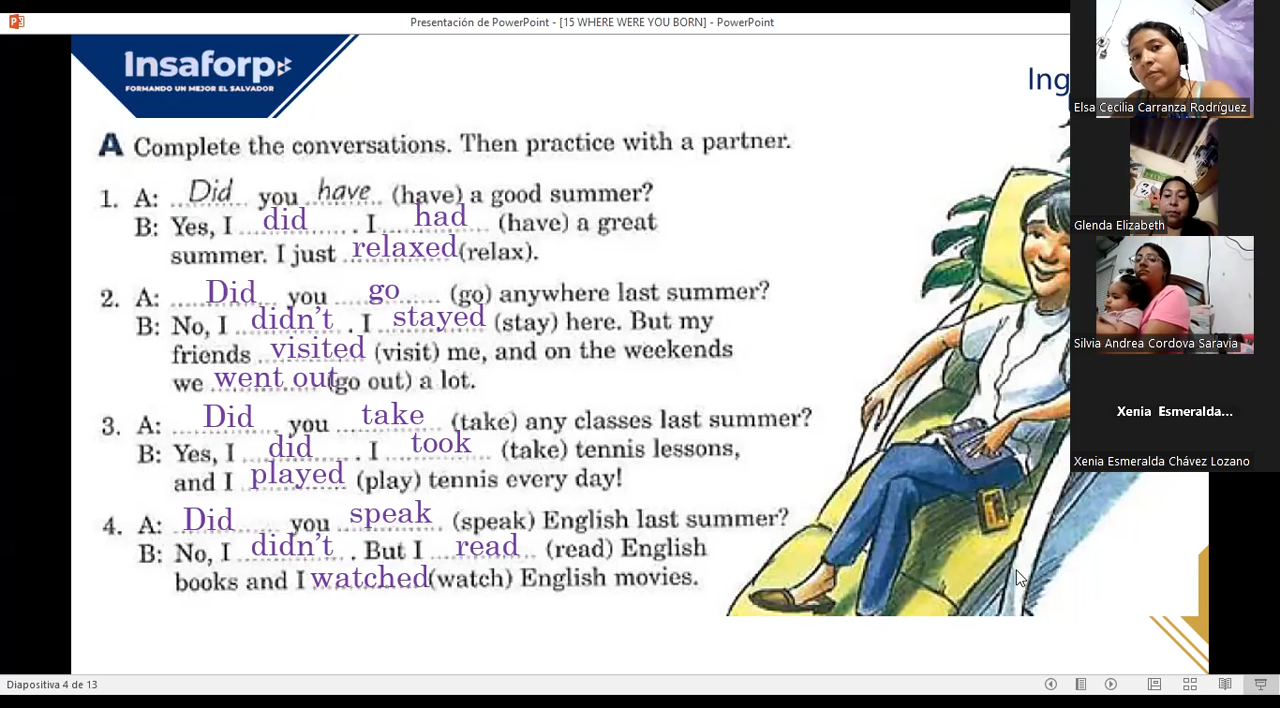 Presentación de PowerPoint - [15 WHERE WERE YOU BORN] - PowerPoint
Insaforp
FORMANDO UN MEJOR EL SALVADOR
Ing
A Complete the conversations. Then practice with a partner.
1. A: Did you have (have) a good summer?
B: Yes, I did . I had (have) a great
summer. I just relaxed (relax).
2. A: Did you go (go) anywhere last summer?
B: No, I didn't . I stayed (stay) here. But my
friends visited (visit) me, and on the weekends
we went out (go out) a lot.
3. A: Did you take (take) any classes last summer?
B: Yes, I did . I took (take) tennis lessons,
and I played (play) tennis every day!
4. A: Did you speak (speak) English last summer?
B: No, I didn't . But I read (read) English
books and I watched (watch) English movies.
Elsa Cecilia Carranza Rodríguez
Glenda Elizabeth
Silvia Andrea Cordova Saravia
Xenia Esmeralda...
Xenia Esmeralda Chávez Lozano
Diapositiva 4 de 13